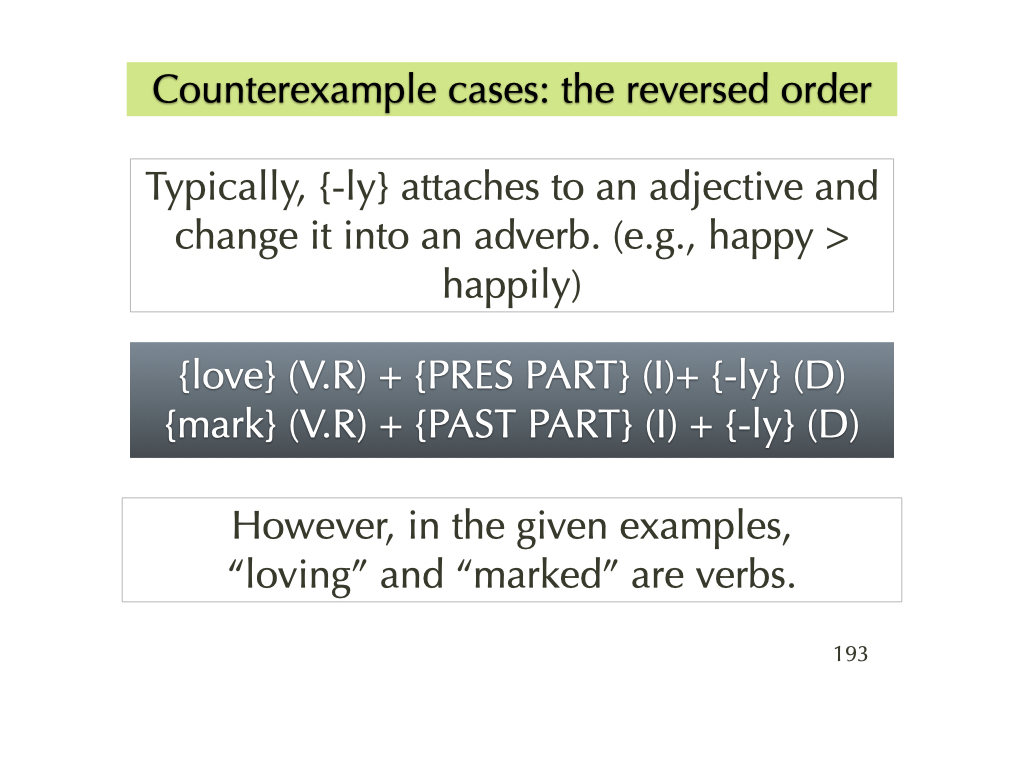 Counterexample cases: the reversed order
Typically, {-ly} attaches to an adjective and
change it into an adverb. (e.g., happy >
happily)
{love} (V.R) + {PRES PART} (I)+ {-ly} (D)
{mark} (V.R) + {PAST PART} (I) + {-ly} (D)
However, in the given examples,
“loving” and “marked” are verbs.
193